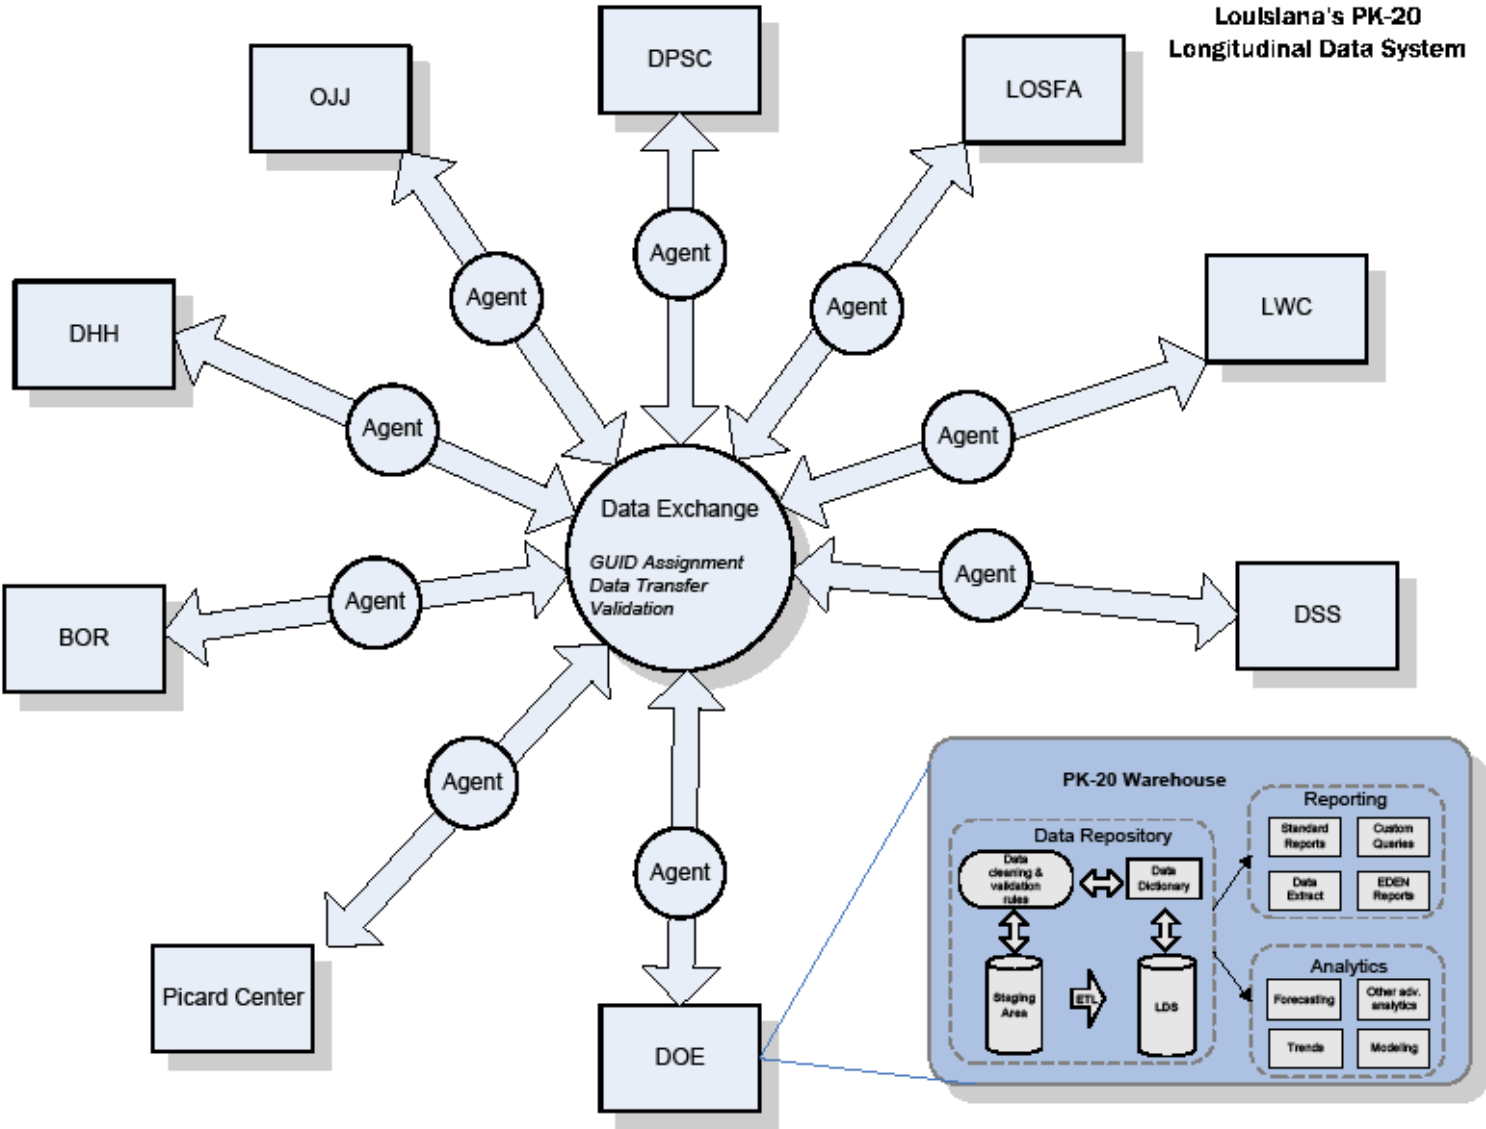 Louisiana's PK-20
Longitudinal Data System
DPSC
OJJ
LOSFA
Agent
Agent
Agent
DHH
LWC
Agent
Agent
Data Exchange
GUID Assignment
Data Transfer
Validation
Agent
Agent
BOR
DSS
Agent
Agent
Picard Center
DOE
PK-20 Warehouse
Data Repository
Data
cleaning &
validation
rules
Data
Dictionary
Staging
Area
ETL
LDS
Reporting
Standard
Reports
Custom
Queries
Data
Extract
EDEN
Reports
Analytics
Forecasting
Other adv.
analytics
Trends
Modeling